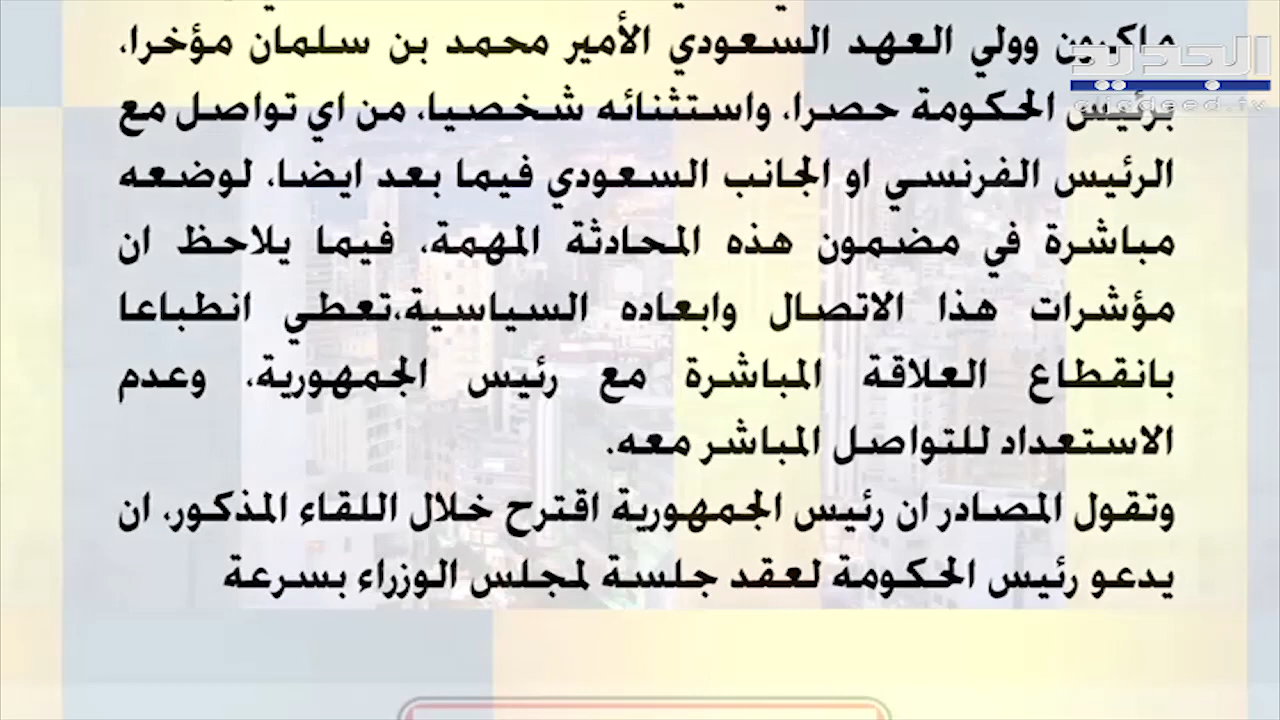 ماكرون وولي العهد السعودي الأمير محمد بن سلمان مؤخرا،
برئيس الحكومة حصرا، واستثنائه شخصيا، من اي تواصل مع
الرئيس الفرنسي او الجانب السعودي فيما بعد ايضا، لوضعه
مباشرة في مضمون هذه المحادثة المهمة، فيما يلاحظ ان
مؤشرات هذا الاتصال وابعاده السياسية،تعطي انطباعا
بانقطاع العلاقة المباشرة مع رئيس الجمهورية، وعدم
الاستعداد للتواصل المباشر معه.
وتقول المصادر ان رئيس الجمهورية اقترح خلال اللقاء المذكور، ان
يدعو رئيس الحكومة لعقد جلسة لمجلس الوزراء بسرعة
الجديد
aljadeed.tv